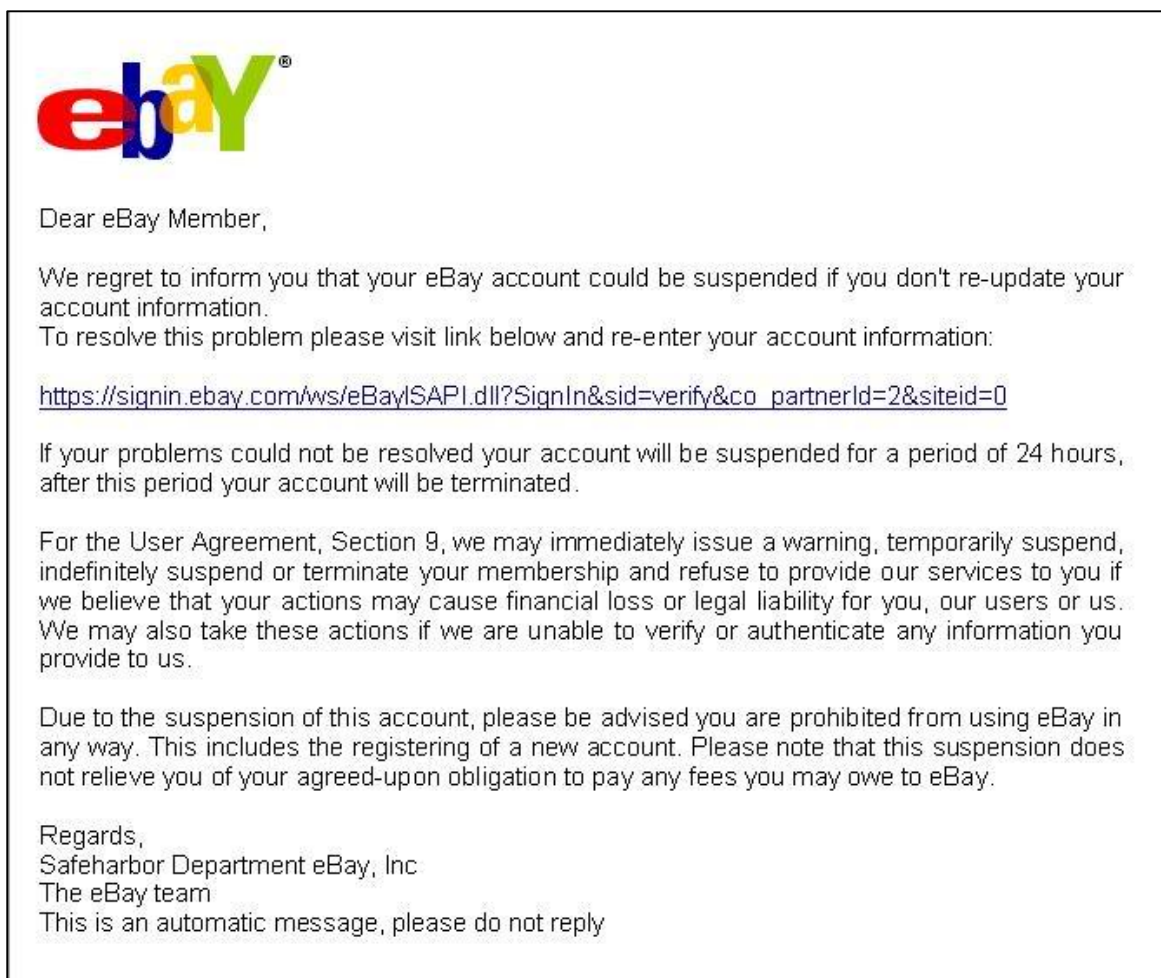 ebay®
Dear eBay Member,
We regret to inform you that your eBay account could be suspended if you don't re-update your
account information.
To resolve this problem please visit link below and re-enter your account information:
https://signin.ebay.com/ws/eBayISAPI.dll?SignIn&sid=verify&co_partnerId=2&siteid=0
If your problems could not be resolved your account will be suspended for a period of 24 hours,
after this period your account will be terminated.
For the User Agreement, Section 9, we may immediately issue a warning, temporarily suspend,
indefinitely suspend or terminate your membership and refuse to provide our services to you if
we believe that your actions may cause financial loss or legal liability for you, our users or us.
We may also take these actions if we are unable to verify or authenticate any information you
provide to us.
Due to the suspension of this account, please be advised you are prohibited from using eBay in
any way. This includes the registering of a new account. Please note that this suspension does
not relieve you of your agreed-upon obligation to pay any fees you may owe to eBay.
Regards,
Safeharbor Department eBay, Inc
The eBay team
This is an automatic message, please do not reply